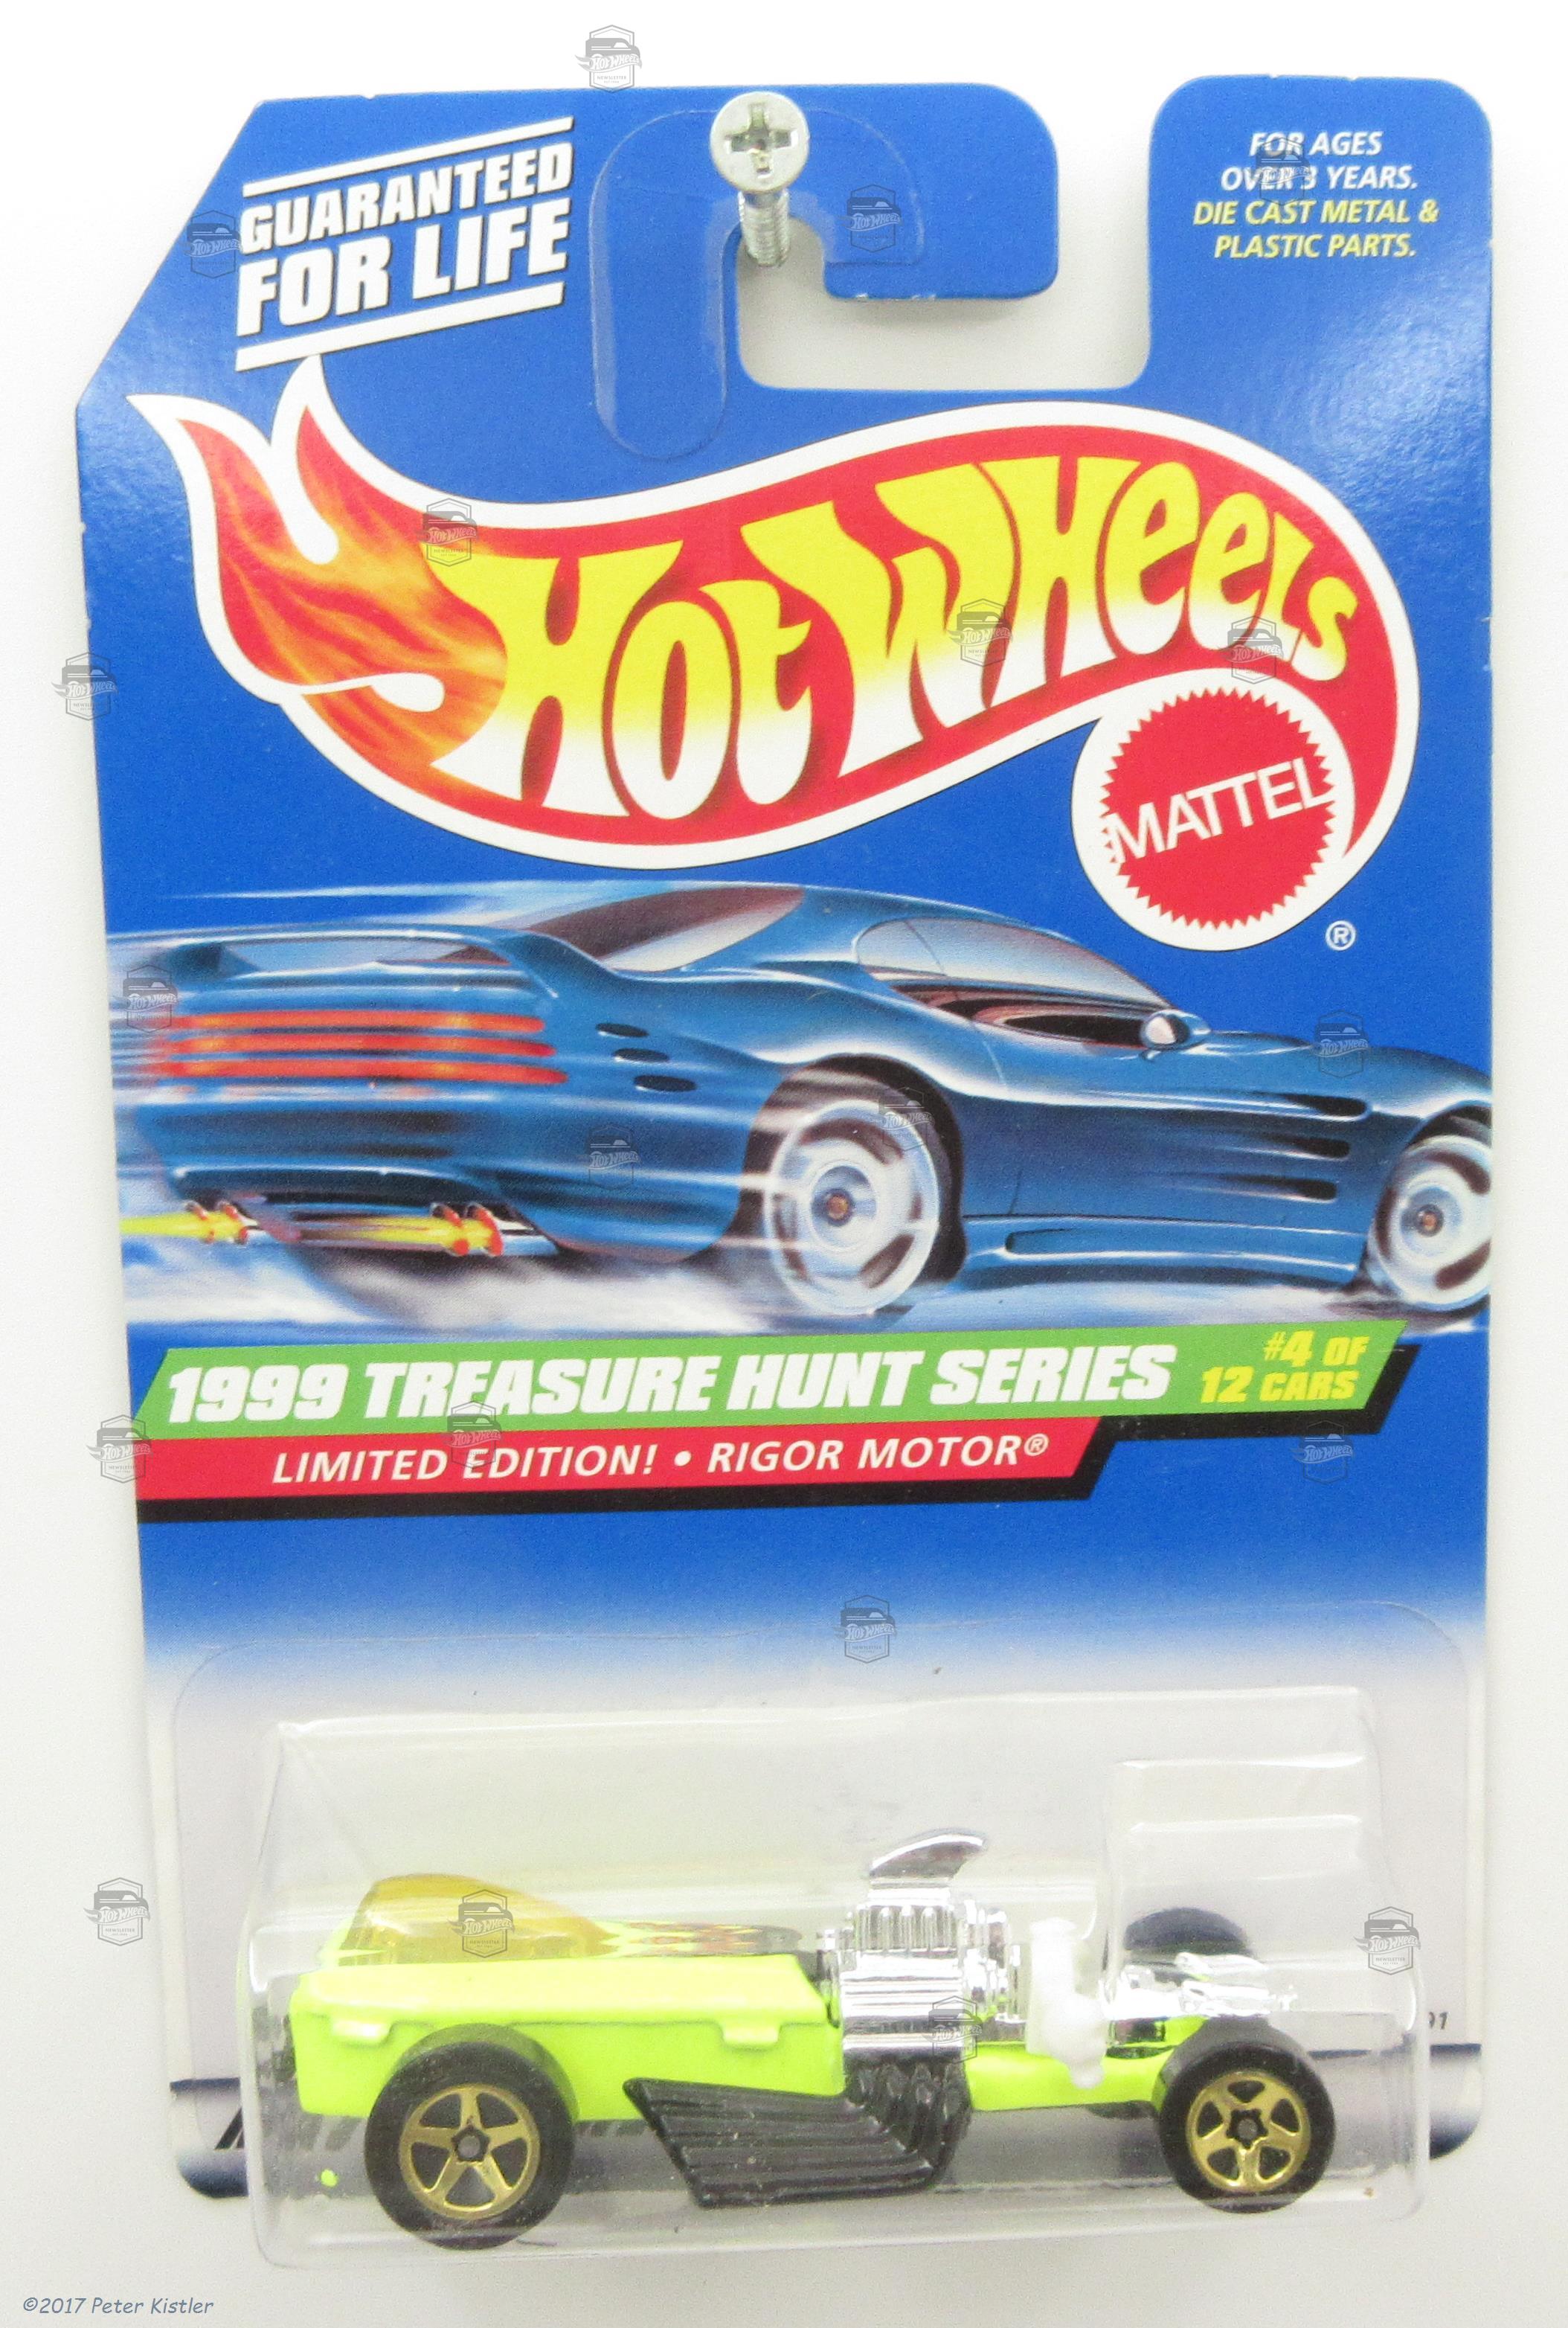 GUARANTEED
FOR LIFE
FOR AGES
OVER 3 YEARS.
DIE CAST METAL &
PLASTIC PARTS.
HOT WHEELS
MATTEL
®
1999 TREASURE HUNT SERIES
#4 OF
12 CARS
LIMITED EDITION! • RIGOR MOTOR®
©2017 Peter Kistler